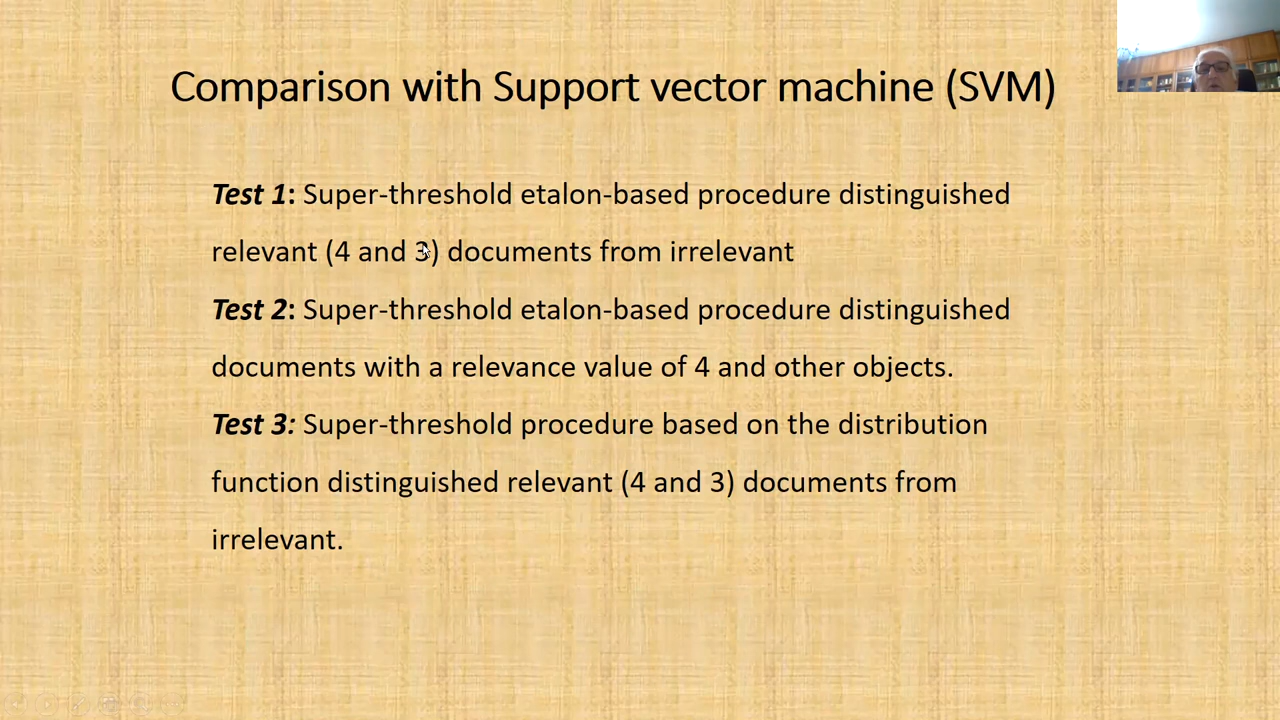 Comparison with Support vector machine (SVM)
Test 1: Super-threshold etalon-based procedure distinguished
relevant (4 and 3) documents from irrelevant
Test 2: Super-threshold etalon-based procedure distinguished
documents with a relevance value of 4 and other objects.
Test 3: Super-threshold procedure based on the distribution
function distinguished relevant (4 and 3) documents from
irrelevant.